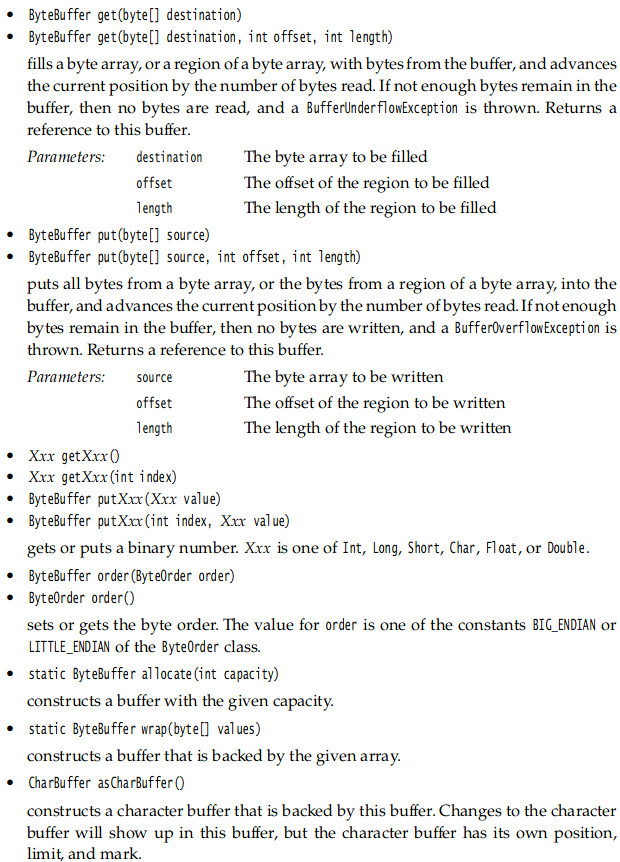 • ByteBuffer get(byte[] destination)
• ByteBuffer get(byte[] destination, int offset, int length)
fills a byte array, or a region of a byte array, with bytes from the buffer, and advances
the current position by the number of bytes read. If not enough bytes remain in the
buffer, then no bytes are read, and a BufferUnderflowException is thrown. Returns a
reference to this buffer.
Parameters: destination The byte array to be filled
offset The offset of the region to be filled
length The length of the region to be filled
• ByteBuffer put(byte[] source)
• ByteBuffer put(byte[] source, int offset, int length)
puts all bytes from a byte array, or the bytes from a region of a byte array, into the
buffer, and advances the current position by the number of bytes read. If not enough
bytes remain in the buffer, then no bytes are written, and a BufferOverflowException is
thrown. Returns a reference to this buffer.
Parameters: source The byte array to be written
offset The offset of the region to be written
length The length of the region to be written
• Xxx getXxx()
• Xxx getXxx(int index)
• ByteBuffer putXxx(Xxx value)
• ByteBuffer putXxx(int index, Xxx value)
gets or puts a binary number. Xxx is one of Int, Long, Short, Char, Float, or Double.
• ByteBuffer order(ByteOrder order)
• ByteOrder order()
sets or gets the byte order. The value for order is one of the constants BIG_ENDIAN or
LITTLE_ENDIAN of the ByteOrder class.
• static ByteBuffer allocate(int capacity)
constructs a buffer with the given capacity.
• static ByteBuffer wrap(byte[] values)
constructs a buffer that is backed by the given array.
• CharBuffer asCharBuffer()
constructs a character buffer that is backed by this buffer. Changes to the character
buffer will show up in this buffer, but the character buffer has its own position,
limit, and mark.